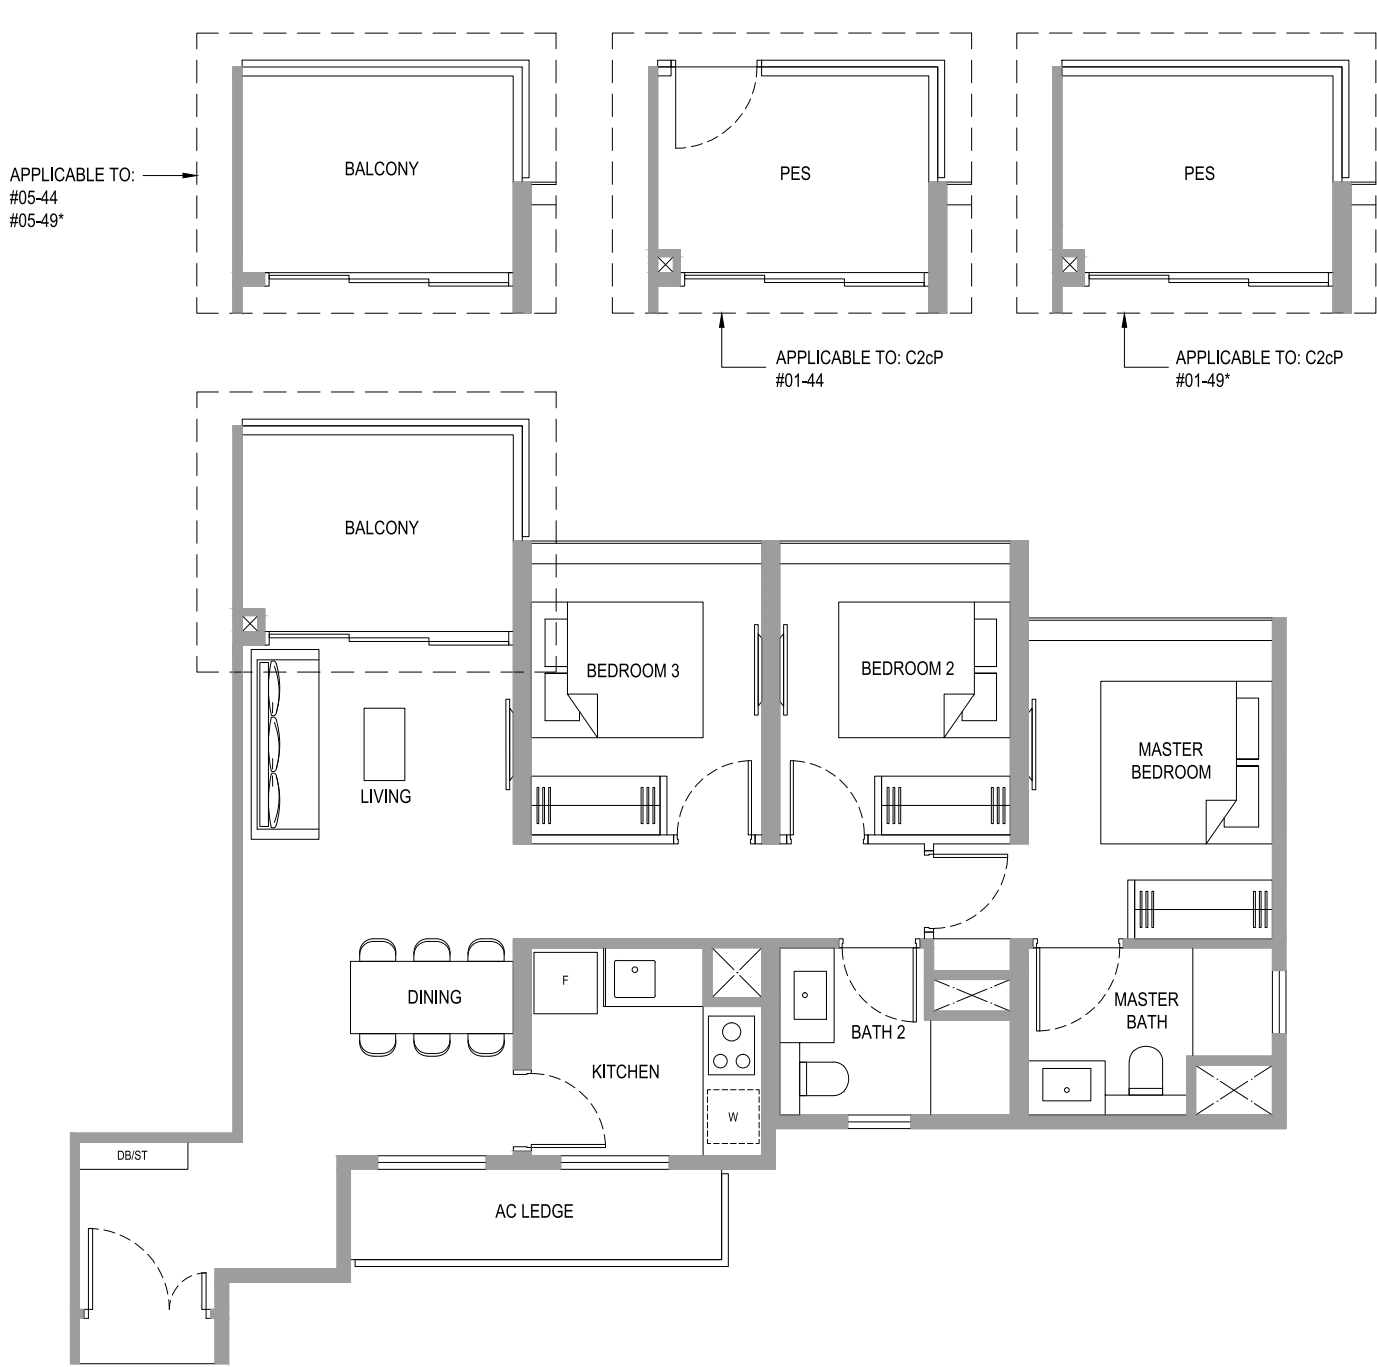 BALCONY
PES
PES
APPLICABLE TO:
#05-44
#05-49*
APPLICABLE TO: C2cP
#01-44
APPLICABLE TO: C2cP
#01-49*
BALCONY
BEDROOM 3
BEDROOM 2
MASTER
BEDROOM
LIVING
DINING
F
MASTER
BATH
BATH 2
KITCHEN
W
DB/ST
AC LEDGE